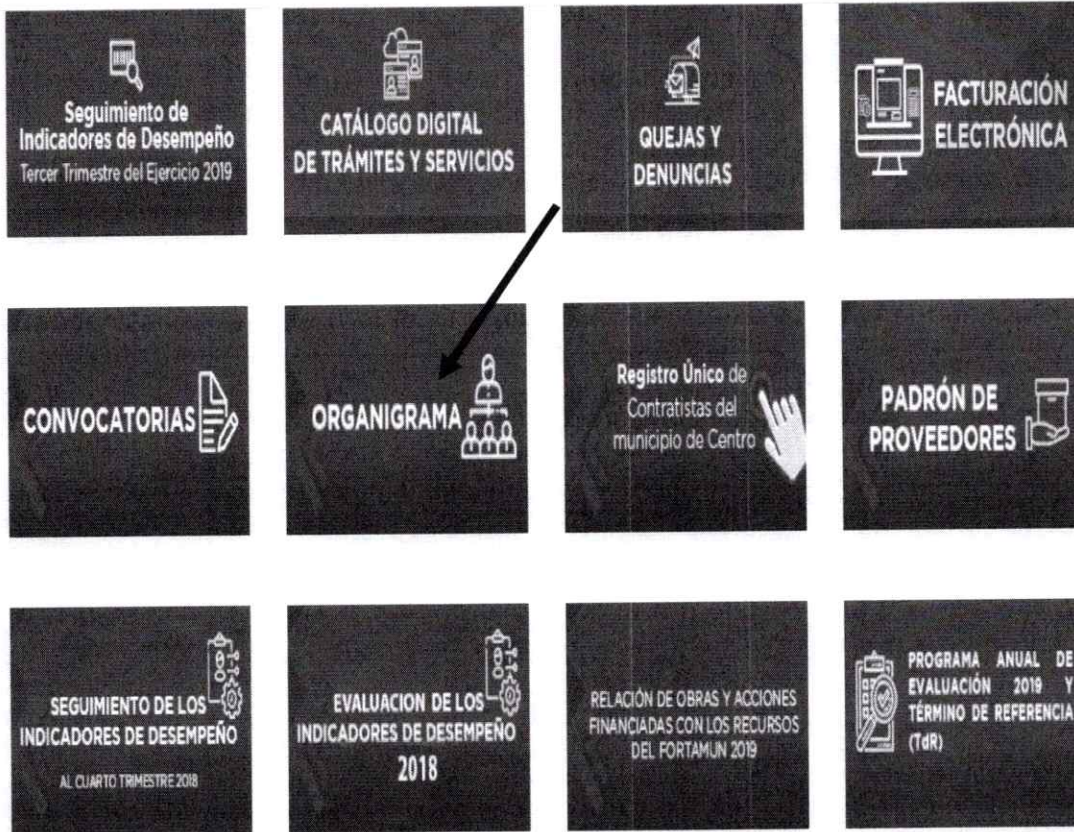 Seguimiento de
Indicadores de Desempeño
Tercer Trimestre del Ejercicio 2019
CATÁLOGO DIGITAL
DE TRÁMITES Y SERVICIOS
QUEJAS Y
DENUNCIAS
FACTURACIÓN
ELECTRÓNICA
CONVOCATORIAS
ORGANIGRAMA
Registro Único de
Contratistas del
municipio de Centro
PADRÓN DE
PROVEEDORES
SEGUIMIENTO DE LOS
INDICADORES DE DESEMPEÑO
AL CUARTO TRIMESTRE 2018
EVALUACION DE LOS
INDICADORES DE DESEMPEÑO
2018
RELACIÓN DE OBRAS Y ACCIONES
FINANCIADAS CON LOS RECURSOS
DEL FORTAMUN 2019
PROGRAMA ANUAL DE
EVALUACIÓN 2019 Y
TÉRMINO DE REFERENCIA
(TdR)